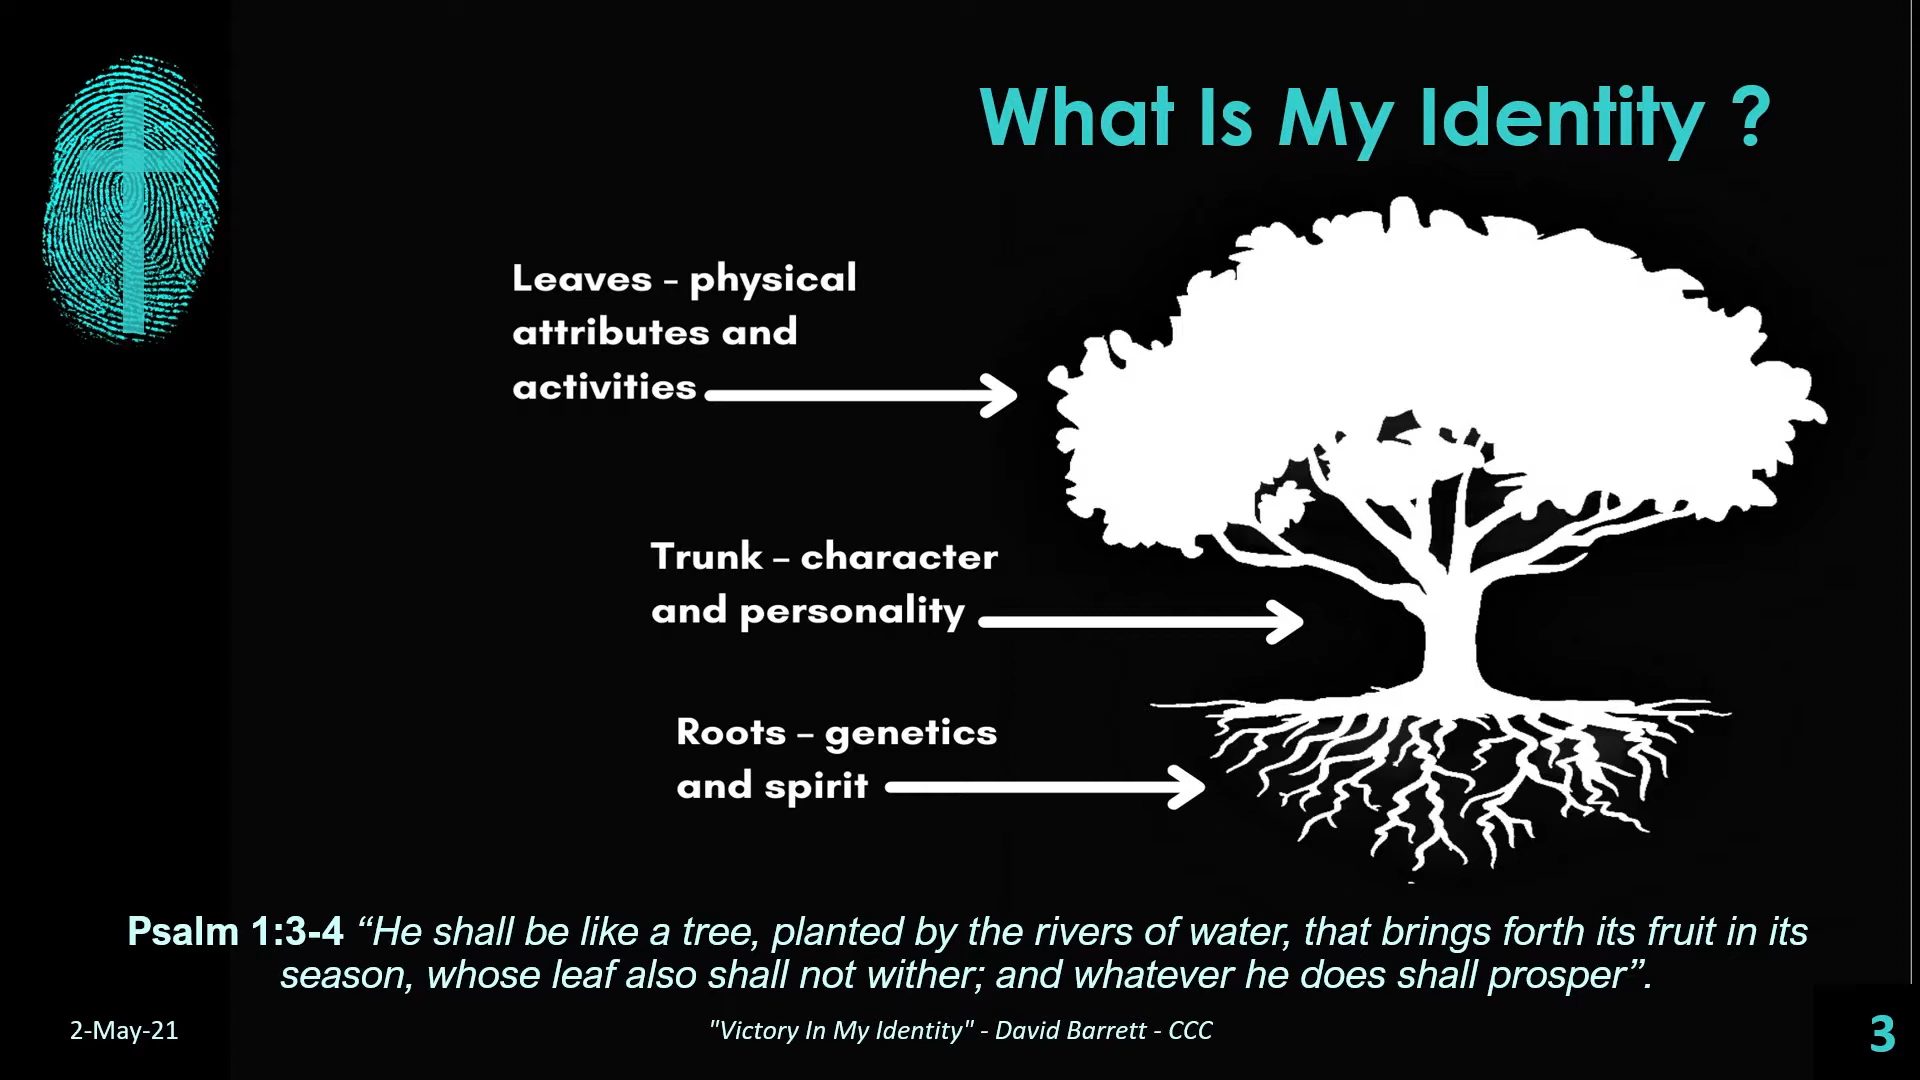 What Is My Identity ?
Leaves - physical
attributes and
activities
Trunk – character
and personality
Roots – genetics
and spirit
Psalm 1:3-4 “He shall be like a tree, planted by the rivers of water, that brings forth its fruit in its
season, whose leaf also shall not wither; and whatever he does shall prosper”.
2-May-21
"Victory In My Identity" - David Barrett - CCC
3